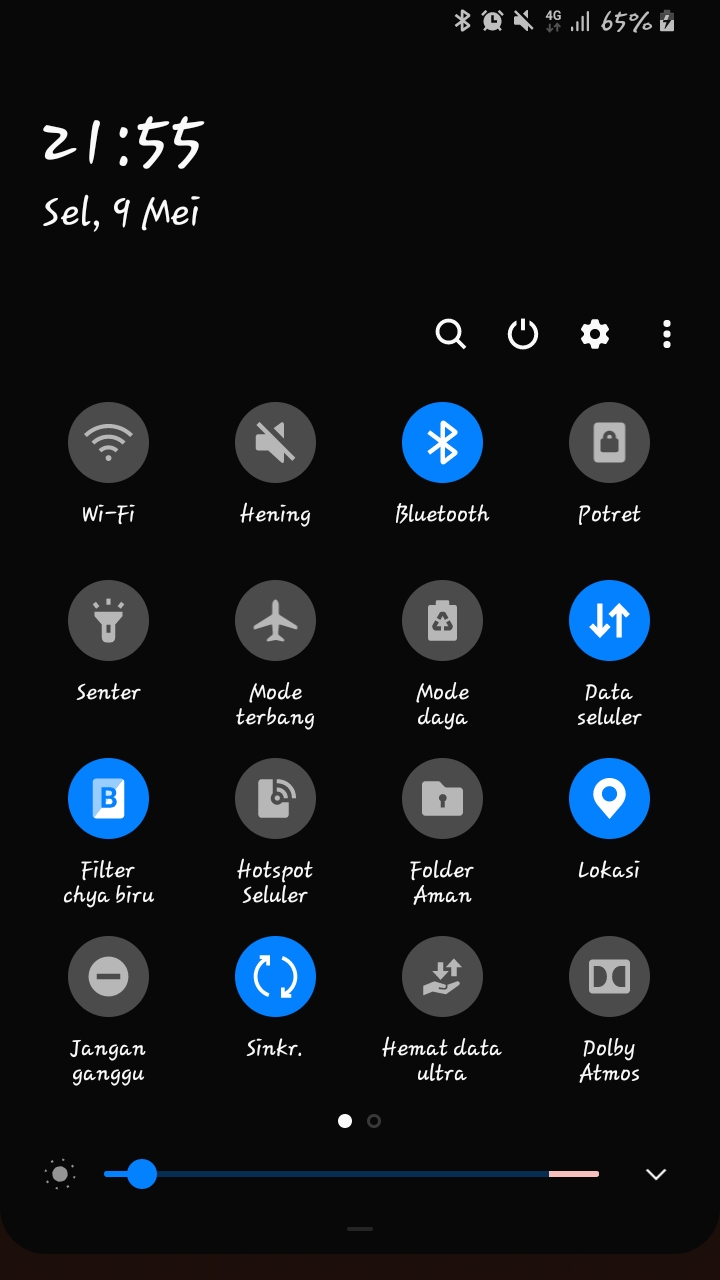 4G 65%
21:55
Sel, 9 Mei
Wi-Fi Hening Bluetooth Potret
Senter Mode Mode Data
terbang daya seluler
B
Filter Hotspot Folder Lokasi
chya biru Seluler Aman
Jangan Sinkr. Hemat data Dolby
ganggu ultra Atmos